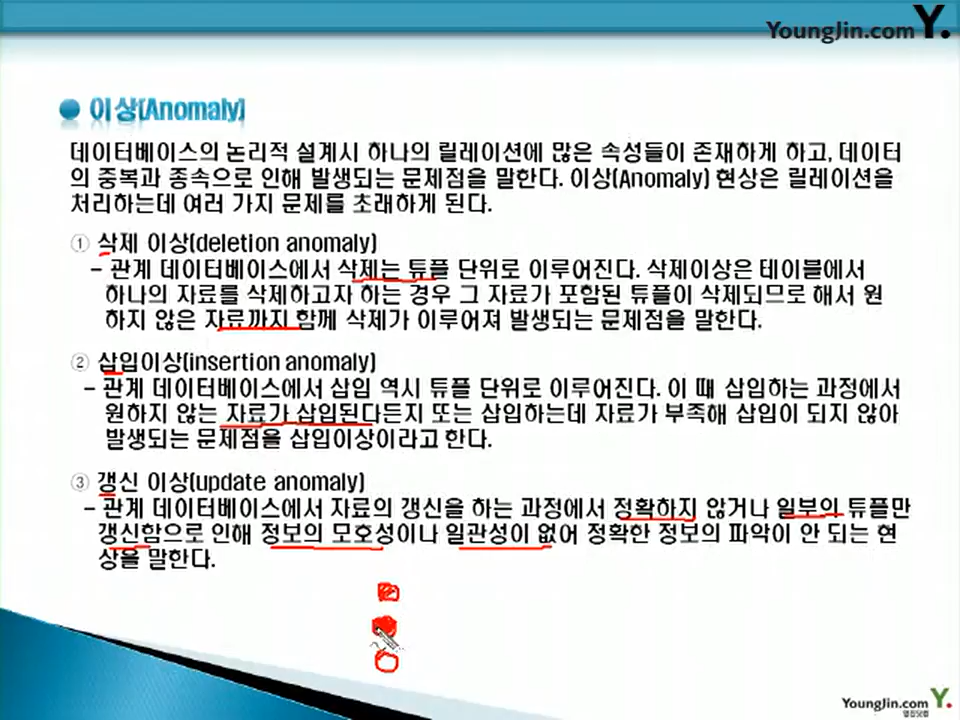 YoungJin.com Y.
이상(Anomaly)
데이터베이스의 논리적 설계시 하나의 릴레이션에 많은 속성들이 존재하게 하고, 데이터
의 중복과 종속으로 인해 발생되는 문제점을 말한다. 이상(Anomaly) 현상은 릴레이션을
처리하는데 여러 가지 문제를 초래하게 된다.
① 삭제 이상(deletion anomaly)
– 관계 데이터베이스에서 삭제는 튜플 단위로 이루어진다. 삭제이상은 테이블에서
하나의 자료를 삭제하고자 하는 경우 그 자료가 포함된 튜플이 삭제되므로 해서 원
하지 않은 자료까지 함께 삭제가 이루어져 발생되는 문제점을 말한다.
② 삽입이상(insertion anomaly)
– 관계 데이터베이스에서 삽입 역시 튜플 단위로 이루어진다. 이 때 삽입하는 과정에서
원하지 않는 자료가 삽입된다든지 또는 삽입하는데 자료가 부족해 삽입이 되지 않아
발생되는 문제점을 삽입이상이라고 한다.
③ 갱신 이상(update anomaly)
– 관계 데이터베이스에서 자료의 갱신을 하는 과정에서 정확하지 않거나 일부의 튜플만
갱신함으로 인해 정보의 모호성이나 일관성이 없어 정확한 정보의 파악이 안 되는 현
상을 말한다.
YoungJin.com Y.
영진닷컴